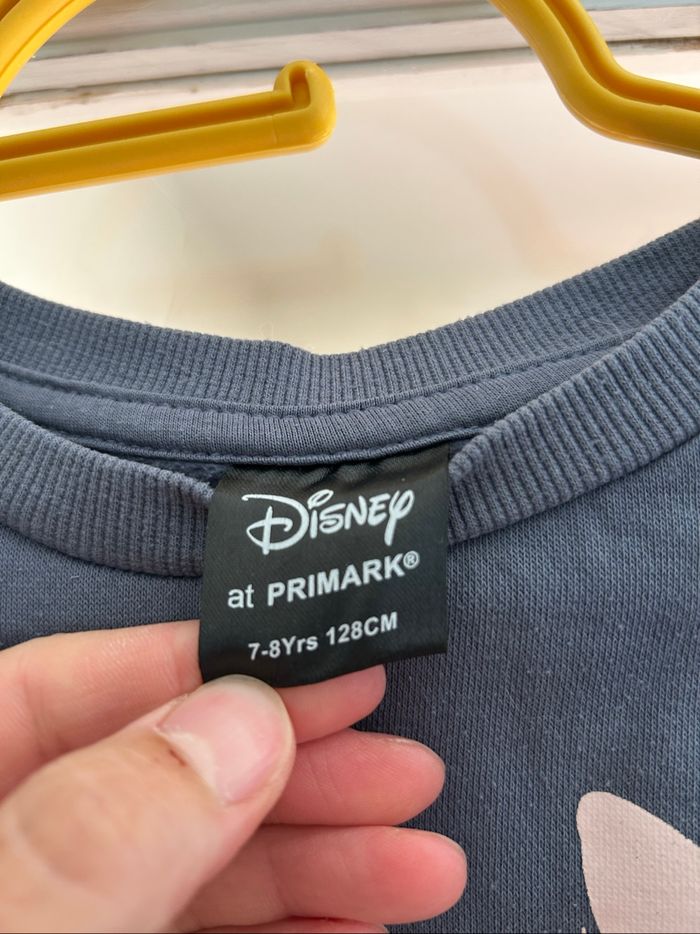 Disney
at PRIMARK®
7-8Yrs 128CM